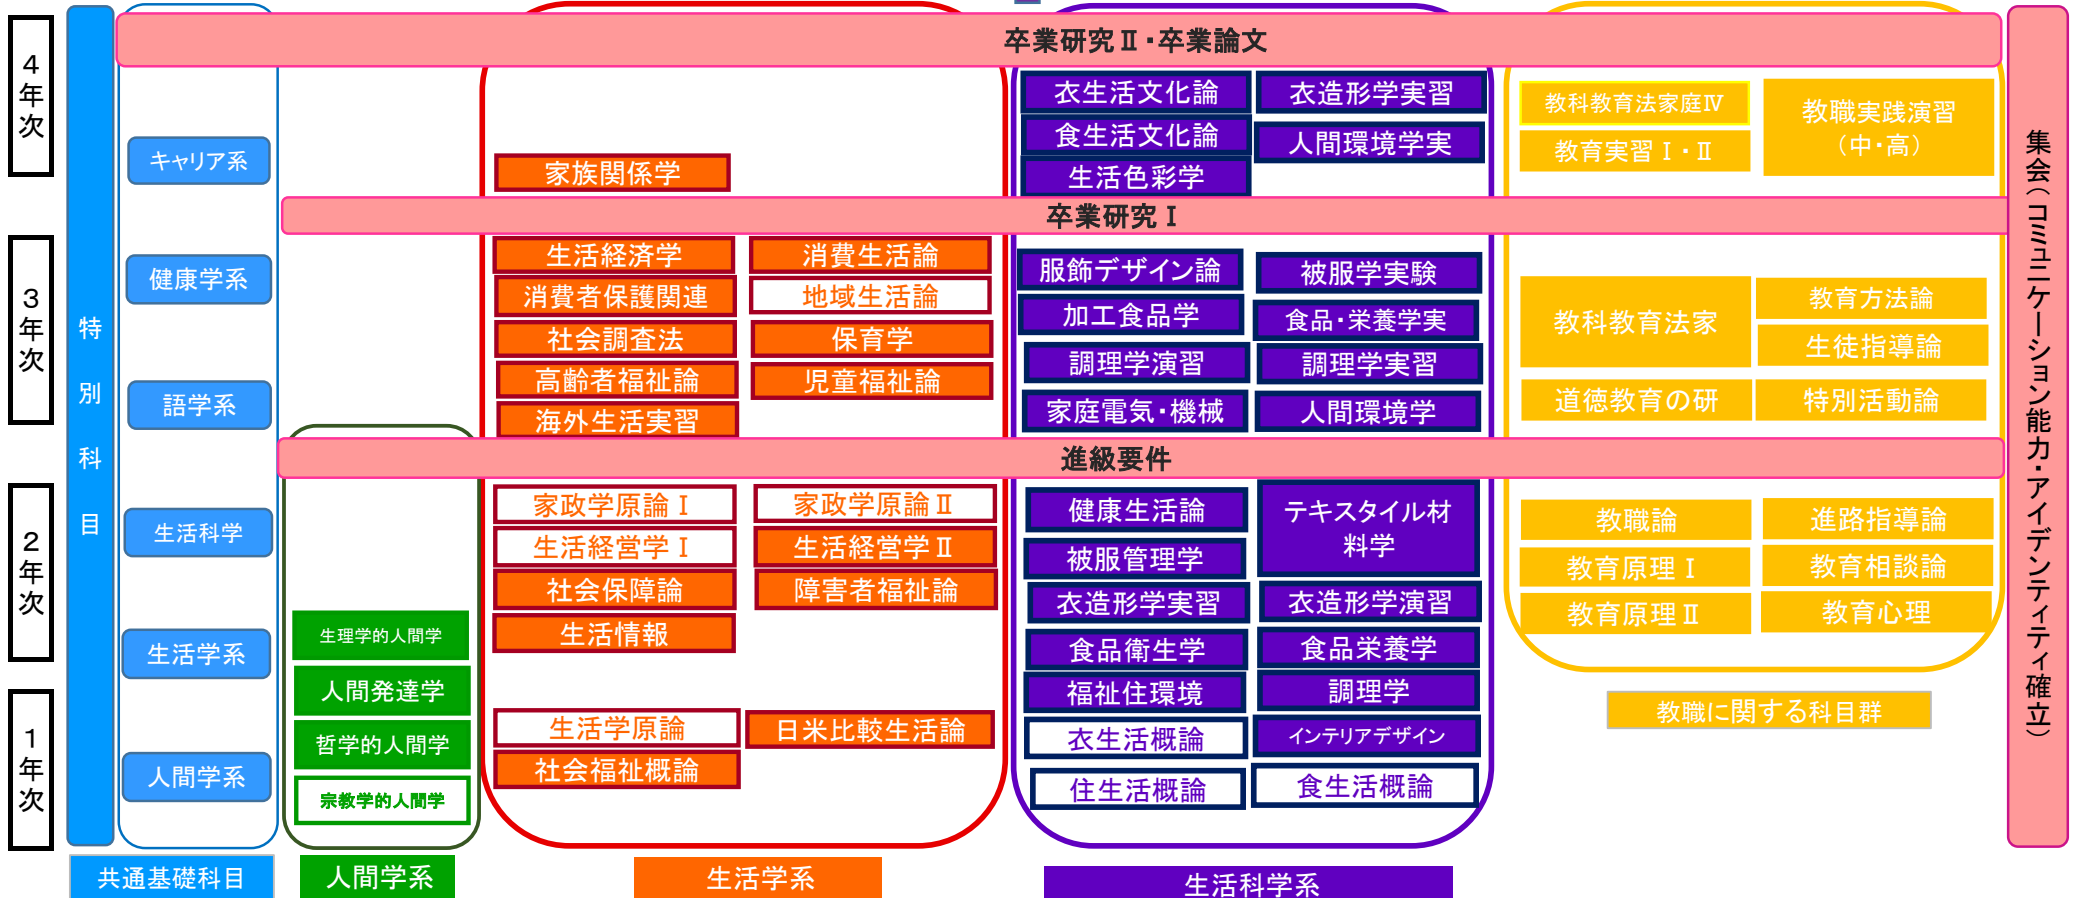 卒業研究Ⅱ・卒業論文
4年次
衣生活文化論
衣造形学実習
教科教育法家庭Ⅳ
教職実践演習
（中・高）
食生活文化論
人間環境学実
教育実習Ⅰ・Ⅱ
キャリア系
家族関係学
生活色彩学
卒業研究Ⅰ
3年次
健康学系
語学系
生活経済学
消費生活論
消費者保護関連
地域生活論
社会調査法
保育学
高齢者福祉論
児童福祉論
海外生活実習
服飾デザイン論
被服学実験
加工食品学
食品・栄養学実
調理学演習
調理学実習
家庭電気・機械
人間環境学
教科教育法家
教育方法論
生徒指導論
道徳教育の研
特別活動論
進級要件
2年次
生活科学
生活学系
家政学原論Ⅰ
家政学原論Ⅱ
生活経営学Ⅰ
生活経営学Ⅱ
社会保障論
障害者福祉論
生活情報
健康生活論
テキスタイル材
料学
被服管理学
衣造形学実習
衣造形学演習
食品衛生学
食品栄養学
福祉住環境
調理学
教職論
進路指導論
教育原理Ⅰ
教育相談論
教育原理Ⅱ
教育心理
1年次
人間学系
生理学的人間学
人間発達学
哲学的人間学
宗教学的人間学
生活学原論
日米比較生活論
社会福祉概論
衣生活概論
インテリアデザイン
住生活概論
食生活概論
教職に関する科目群
特別科目
集会（コミュニケーション能力・アイデンティティ確立）
共通基礎科目
人間学系
生活学系
生活科学系